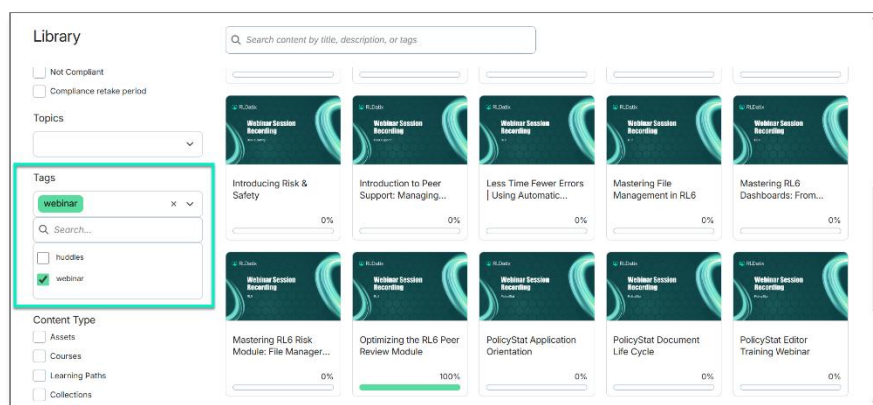 Library
Search content by title, description, or tags
Not Compliant
Compliance retake period
Topics
Tags
webinar
Search...
huddles
webinar
Content Type
Assets
Courses
Learning Paths
Collections
RLDatix
Webinar Session
Recording
RLDatix
Webinar Session
Recording
RLDatix
Webinar Session
Recording
RLDatix
Webinar Session
Recording
RLDatix
Webinar Session
Recording
Introducing Risk &
Safety
0%
Introduction to Peer
Support: Managing...
0%
Less Time Fewer Errors
| Using Automatic...
0%
Mastering File
Management in RL6
0%
Mastering RL6
Dashboards: From...
0%
RLDatix
Webinar Session
Recording
RLDatix
Webinar Session
Recording
RLDatix
Webinar Session
Recording
RLDatix
Webinar Session
Recording
RLDatix
Webinar Session
Recording
Mastering RL6 Risk
Module: File Manager...
0%
Optimizing the RL6 Peer
Review Module
100%
PolicyStat Application
Orientation
0%
PolicyStat Document
Life Cycle
0%
PolicyStat Editor
Training Webinar
0%